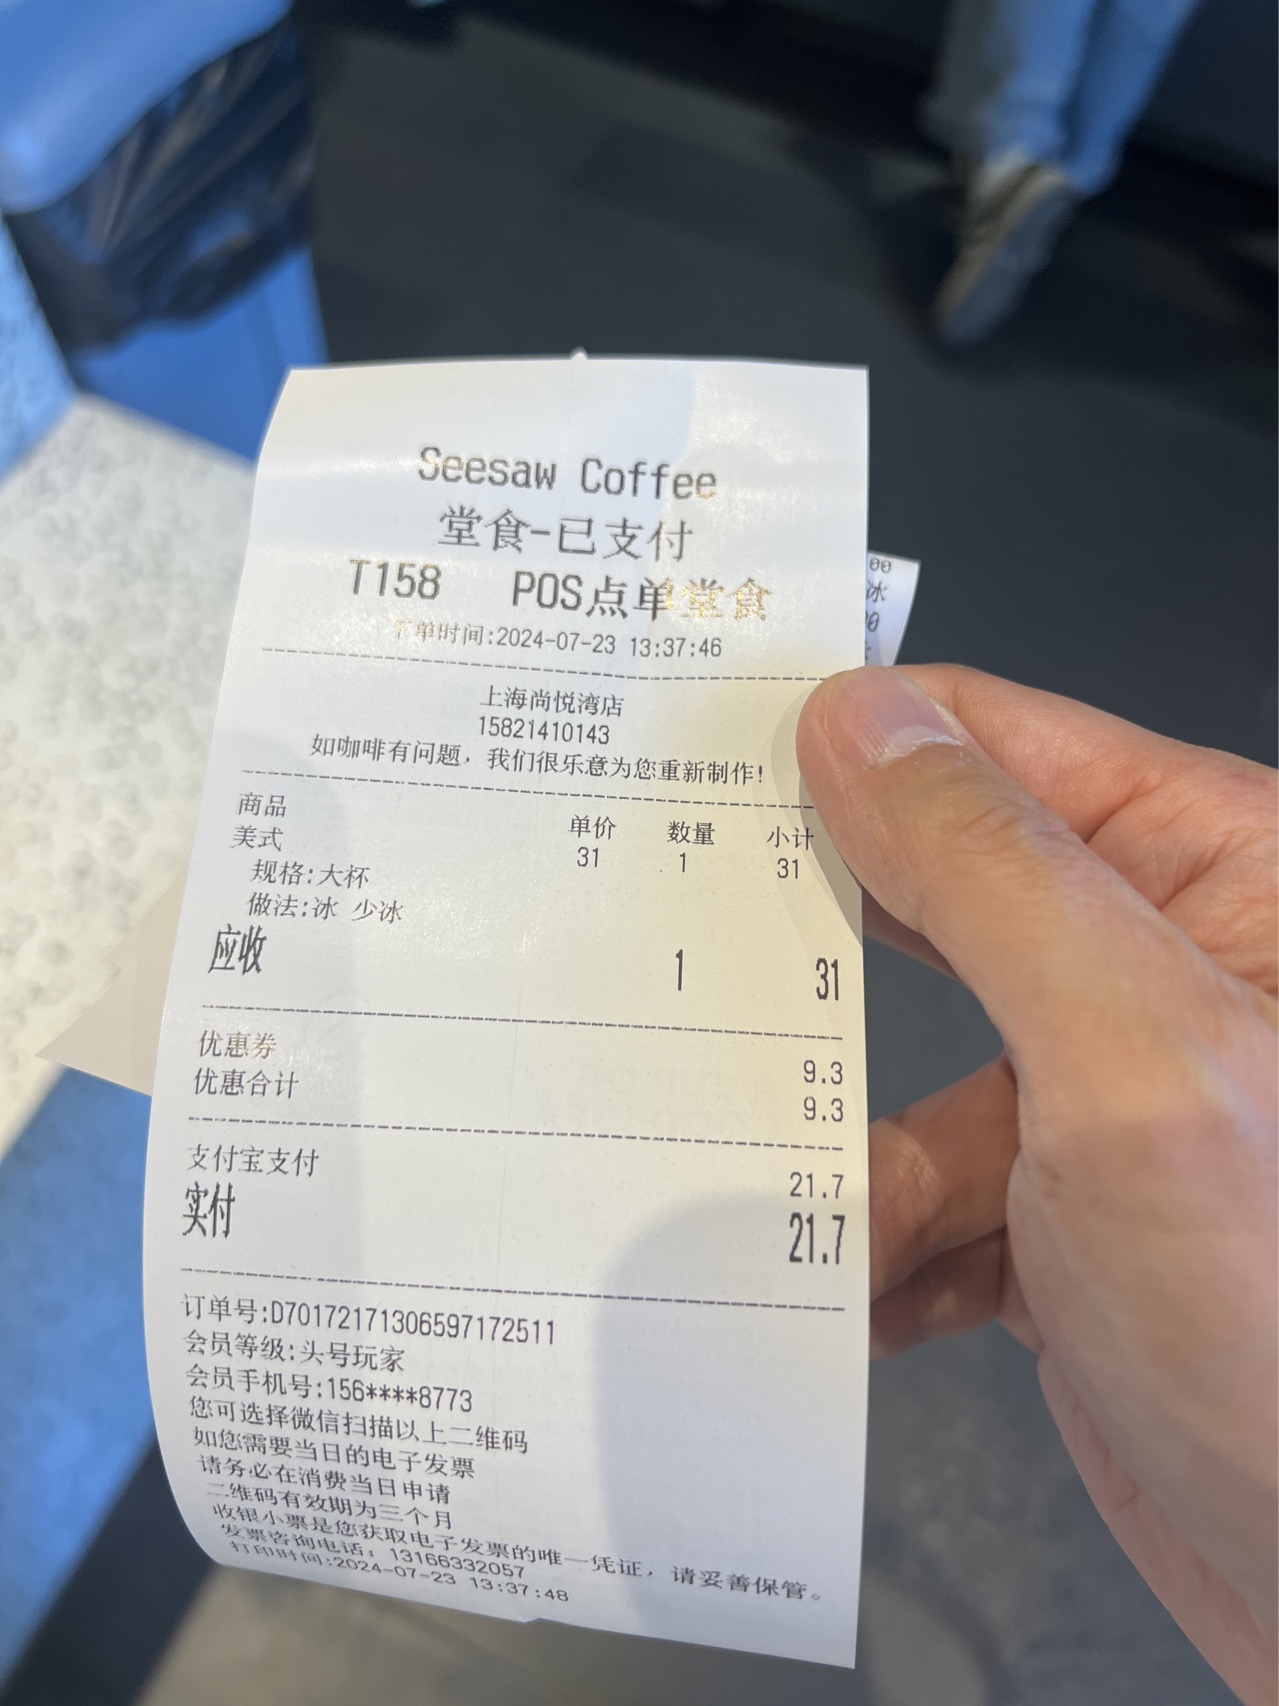 Seesaw Coffee
堂食-已支付
T158 POS点单堂食
下单时间:2024-07-23 13:37:46
上海尚悦湾店
15821410143
如咖啡有问题，我们很乐意为您重新制作!
商品 单价 数量 小计
美式 31 1 31
规格:大杯
做法:冰 少冰
应收 1 31
优惠券 9.3
优惠合计 9.3
支付宝支付 21.7
实付 21.7
订单号:D701721713065971725​11
会员等级:头号玩家
会员手机号:156****8773
您可选择微信扫描以上二维码
如您需要当日的电子发票
请务必在消费当日申请
二维码有效期为三个月
收银小票是您获取电子发票的唯一凭证，请妥善保管。
发票咨询电话：13166332057
打印时间:2024-07-23 13:37:48
00
冰
00